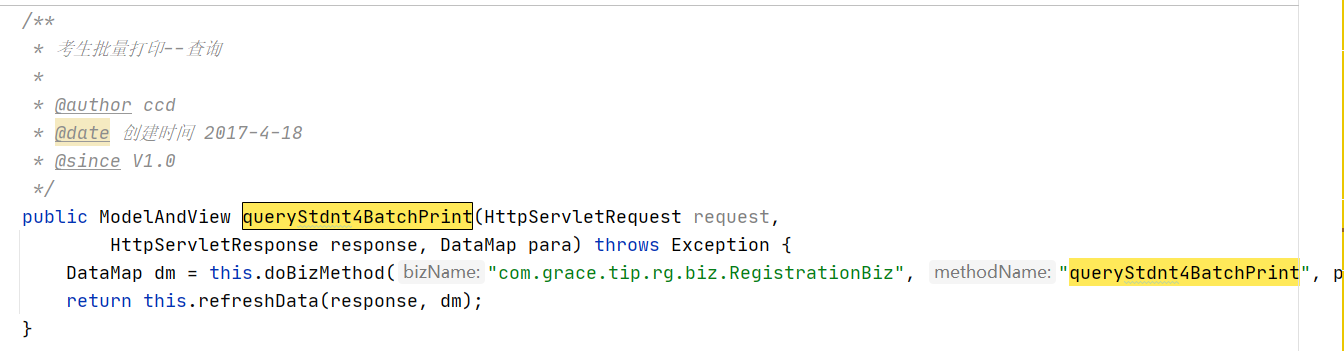 /**
 * 考生批量打印--查询
 *
 * @author ccd
 * @date 创建时间 2017-4-18
 * @since V1.0
 */
public ModelAndView queryStdnt4BatchPrint(HttpServletRequest request,
        HttpServletResponse response, DataMap para) throws Exception {
    DataMap dm = this.doBizMethod( bizName: "com.grace.tip.rg.biz.RegistrationBiz", methodName: "queryStdnt4BatchPrint", p
    return this.refreshData(response, dm);
}